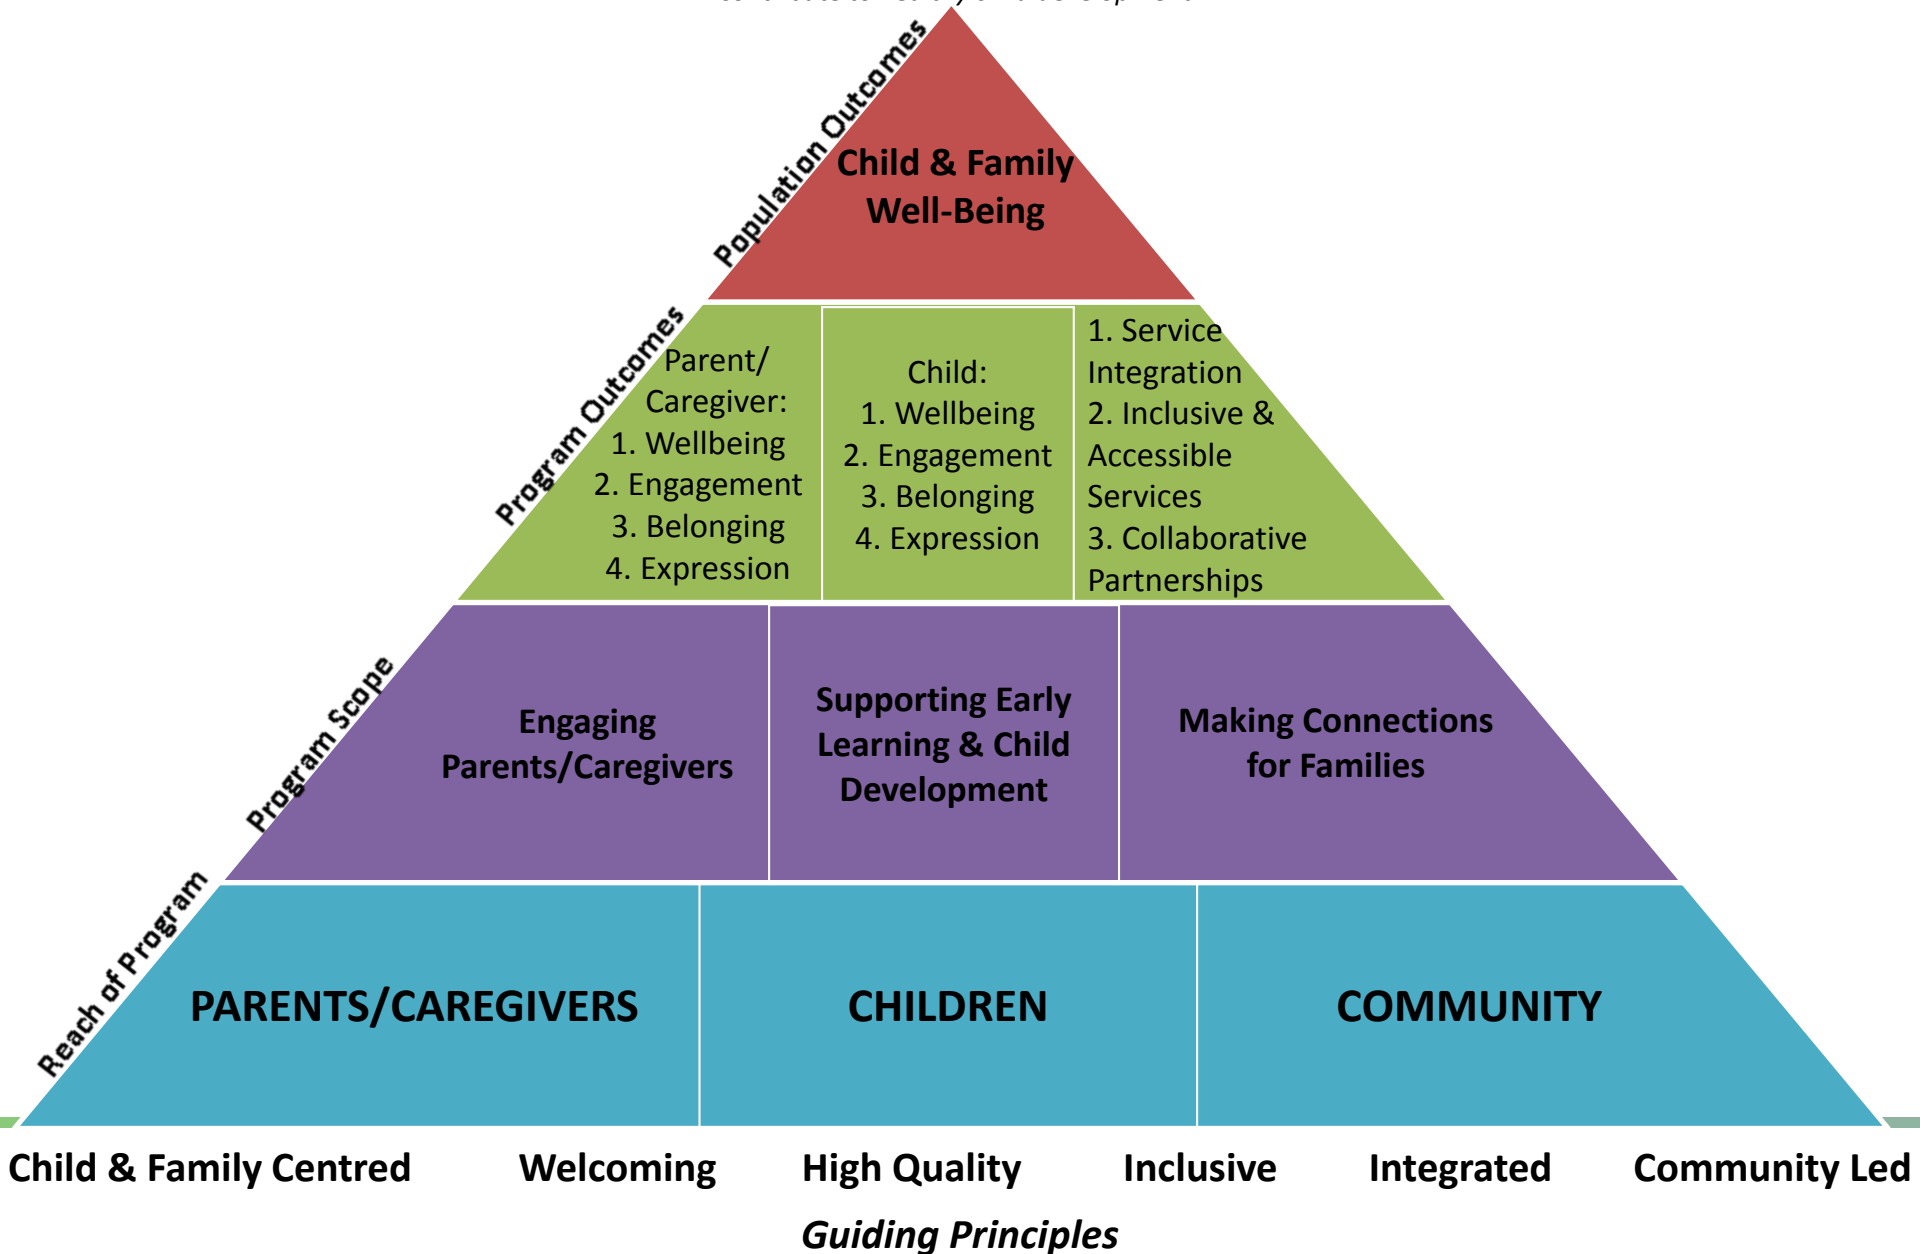 Population Outcomes
Child & Family
Well-Being
Program Outcomes
Parent/
Caregiver:
1. Wellbeing
2. Engagement
3. Belonging
4. Expression
Child:
1. Wellbeing
2. Engagement
3. Belonging
4. Expression
1. Service
Integration
2. Inclusive &
Accessible
Services
3. Collaborative
Partnerships
Program Scope
Engaging
Parents/Caregivers
Supporting Early
Learning & Child
Development
Making Connections
for Families
Reach of Program
PARENTS/CAREGIVERS
CHILDREN
COMMUNITY
Child & Family Centred
Welcoming
High Quality
Inclusive
Integrated
Community Led
Guiding Principles